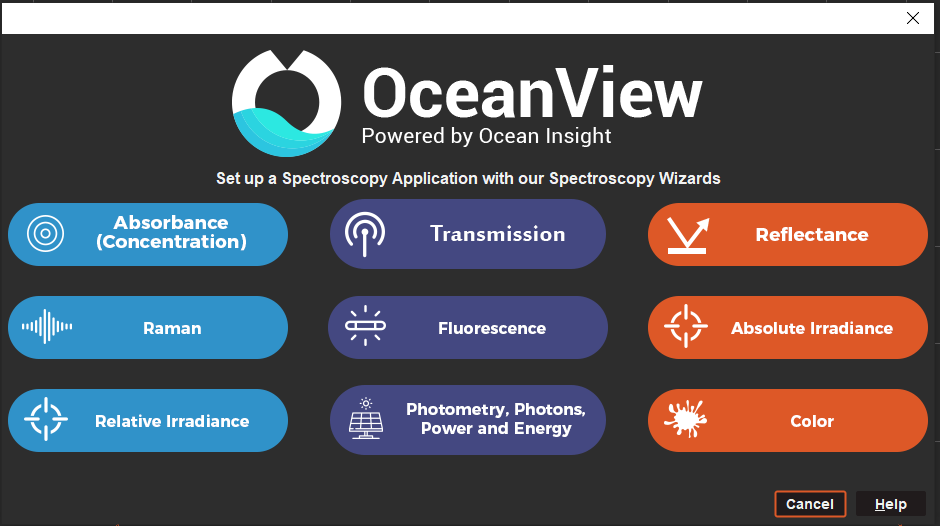 OceanView
Powered by Ocean Insight
Set up a Spectroscopy Application with our Spectroscopy Wizards
Absorbance
(Concentration)
Transmission
Reflectance
Raman
Fluorescence
Absolute Irradiance
Relative Irradiance
Photometry, Photons,
Power and Energy
Color
Cancel
Help